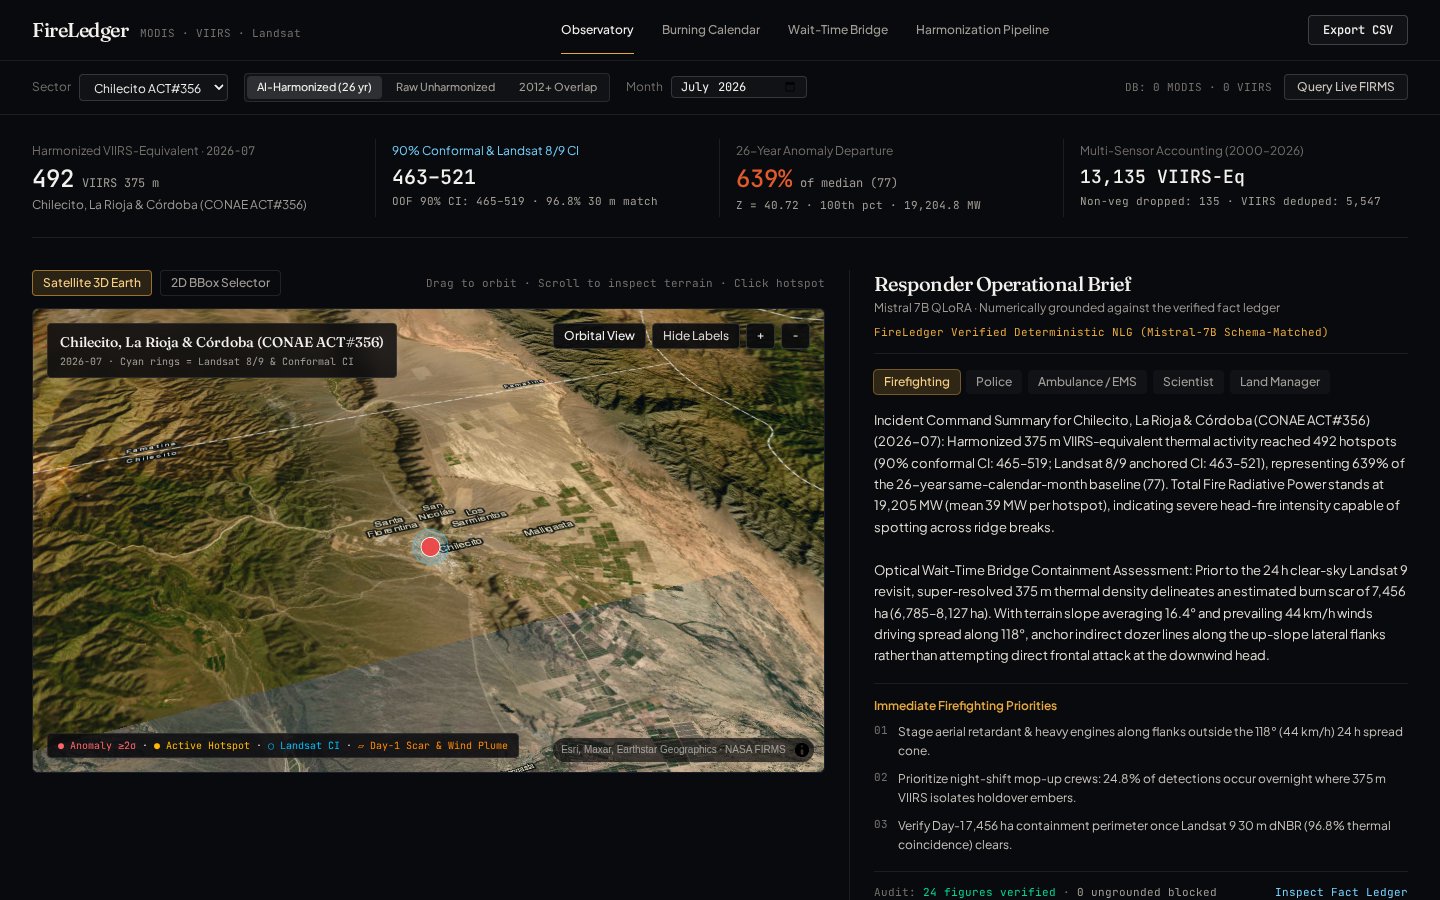 FireLedger MODIS · VIIRS · Landsat
Observatory Burning Calendar Wait-Time Bridge Harmonization Pipeline
Export CSV
Sector Chilecito ACT#356 AI-Harmonized (26 yr) Raw Unharmonized 2012+ Overlap Month July 2026
DB: 0 MODIS · 0 VIIRS Query Live FIRMS
Harmonized VIIRS-Equivalent · 2026-07
492 VIIRS 375 m
Chilecito, La Rioja & Córdoba (CONAE ACT#356)
90% Conformal & Landsat 8/9 CI
463–521
OOF 90% CI: 465–519 · 96.8% 30 m match
26-Year Anomaly Departure
639% of median (77)
Z = 40.72 · 100th pct · 19,204.8 MW
Multi-Sensor Accounting (2000–2026)
13,135 VIIRS-Eq
Non-veg dropped: 135 · VIIRS deduped: 5,547
Satellite 3D Earth 2D BBox Selector
Drag to orbit · Scroll to inspect terrain · Click hotspot
Chilecito, La Rioja & Córdoba (CONAE ACT#356)
2026-07 · Cyan rings = Landsat 8/9 & Conformal CI
Orbital View Hide Labels + -
Famatina
Famatina
Chilecito
Santa Florentina
San Nicolás
Los Sarmientos
Malligasta
Chilecito
Anomaly ≥2σ · Active Hotspot · Landsat CI · Day-1 Scar & Wind Plume
Esri, Maxar, Earthstar Geographics · NASA FIRMS
Responder Operational Brief
Mistral 7B QLoRA · Numerically grounded against the verified fact ledger
FireLedger Verified Deterministic NLG (Mistral-7B Schema-Matched)
Firefighting Police Ambulance / EMS Scientist Land Manager
Incident Command Summary for Chilecito, La Rioja & Córdoba (CONAE ACT#356)
(2026-07): Harmonized 375 m VIIRS-equivalent thermal activity reached 492 hotspots
(90% conformal CI: 465–519; Landsat 8/9 anchored CI: 463–521), representing 639% of
the 26-year same-calendar-month baseline (77). Total Fire Radiative Power stands at
19,205 MW (mean 39 MW per hotspot), indicating severe head-fire intensity capable of
spotting across ridge breaks.
Optical Wait-Time Bridge Containment Assessment: Prior to the 24 h clear-sky Landsat 9
revisit, super-resolved 375 m thermal density delineates an estimated burn scar of 7,456
ha (6,785–8,127 ha). With terrain slope averaging 16.4° and prevailing 44 km/h winds
driving spread along 118°, anchor indirect dozer lines along the up-slope lateral flanks
rather than attempting direct frontal attack at the downwind head.
Immediate Firefighting Priorities
01 Stage aerial retardant & heavy engines along flanks outside the 118° (44 km/h) 24 h spread
cone.
02 Prioritize night-shift mop-up crews: 24.8% of detections occur overnight where 375 m
VIIRS isolates holdover embers.
03 Verify Day-1 7,456 ha containment perimeter once Landsat 9 30 m dNBR (96.8% thermal
coincidence) clears.
Audit: 24 figures verified · 0 ungrounded blocked Inspect Fact Ledger